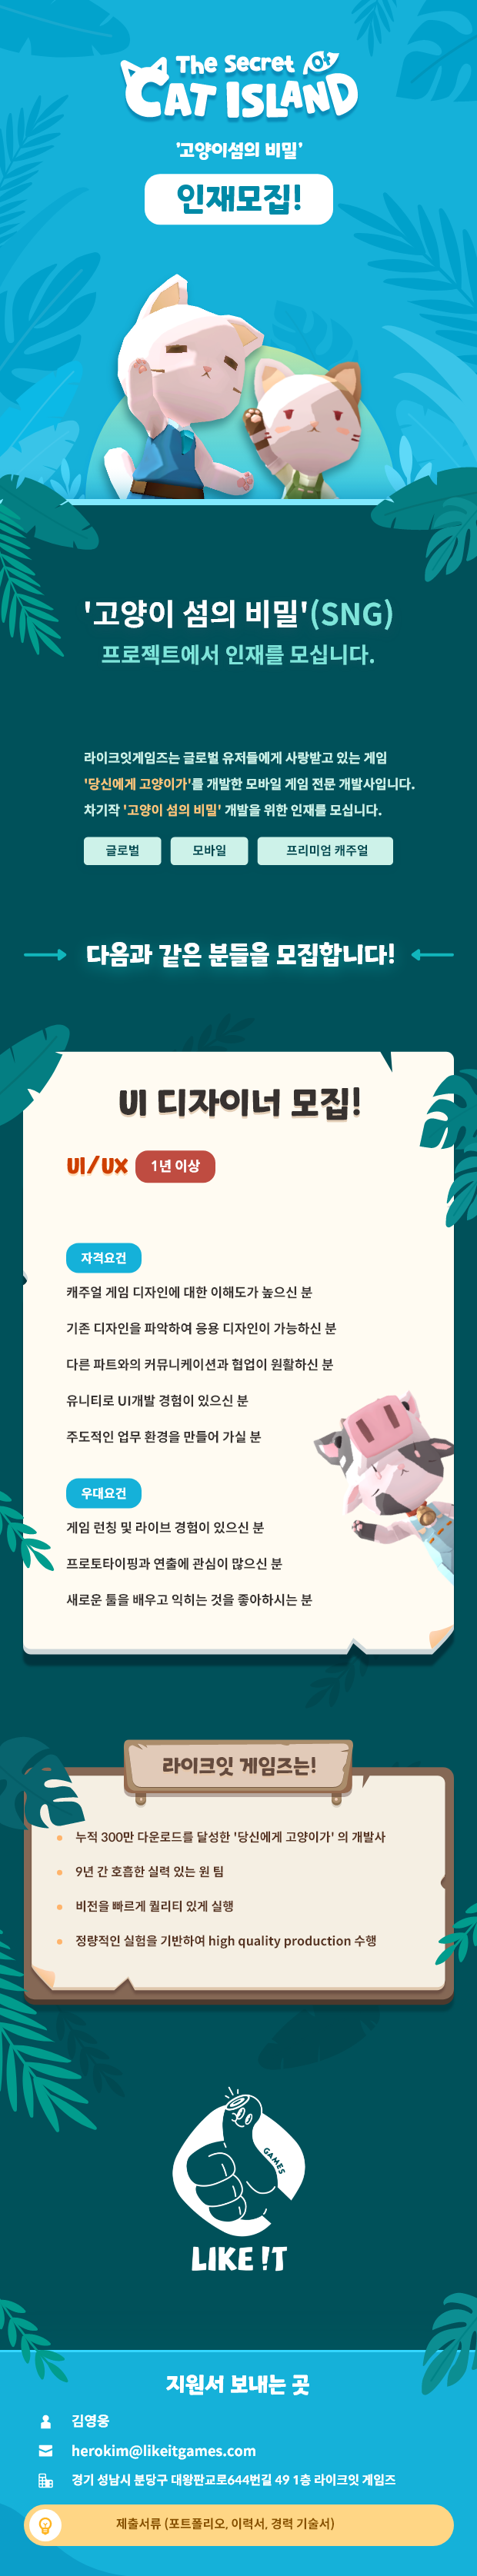 The Secret Of
CAT ISLAND
'고양이섬의 비밀'
인재모집!
'고양이 섬의 비밀'(SNG)
프로젝트에서 인재를 모십니다.
라이크잇게임즈는 글로벌 유저들에게 사랑받고 있는 게임
'당신에게 고양이가'를 개발한 모바일 게임 전문 개발사입니다.
차기작 '고양이 섬의 비밀' 개발을 위한 인재를 모십니다.
글로벌 모바일 프리미엄 캐주얼
다음과 같은 분들을 모집합니다!
UI 디자이너 모집!
UI/UX 1년 이상
자격요건
캐주얼 게임 디자인에 대한 이해도가 높으신 분
기존 디자인을 파악하여 응용 디자인이 가능하신 분
다른 파트와의 커뮤니케이션과 협업이 원활하신 분
유니티로 UI개발 경험이 있으신 분
주도적인 업무 환경을 만들어 가실 분
우대요건
게임 런칭 및 라이브 경험이 있으신 분
프로토타이핑과 연출에 관심이 많으신 분
새로운 툴을 배우고 익히는 것을 좋아하시는 분
라이크잇 게임즈는!
누적 300만 다운로드를 달성한 '당신에게 고양이가' 의 개발사
9년 간 호흡한 실력 있는 원 팀
비전을 빠르게 퀄리티 있게 실행
정량적인 실험을 기반하여 high quality production 수행
GAMES
LIKE !T
지원서 보내는 곳
김영웅
herokim@likeitgames.com
경기 성남시 분당구 대왕판교로644번길 49 1층 라이크잇 게임즈
제출서류 (포트폴리오, 이력서, 경력 기술서)